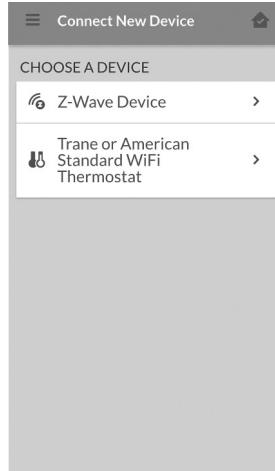 Connect New Device
CHOOSE A DEVICE
Z-Wave Device
Trane or American
Standard WiFi
Thermostat